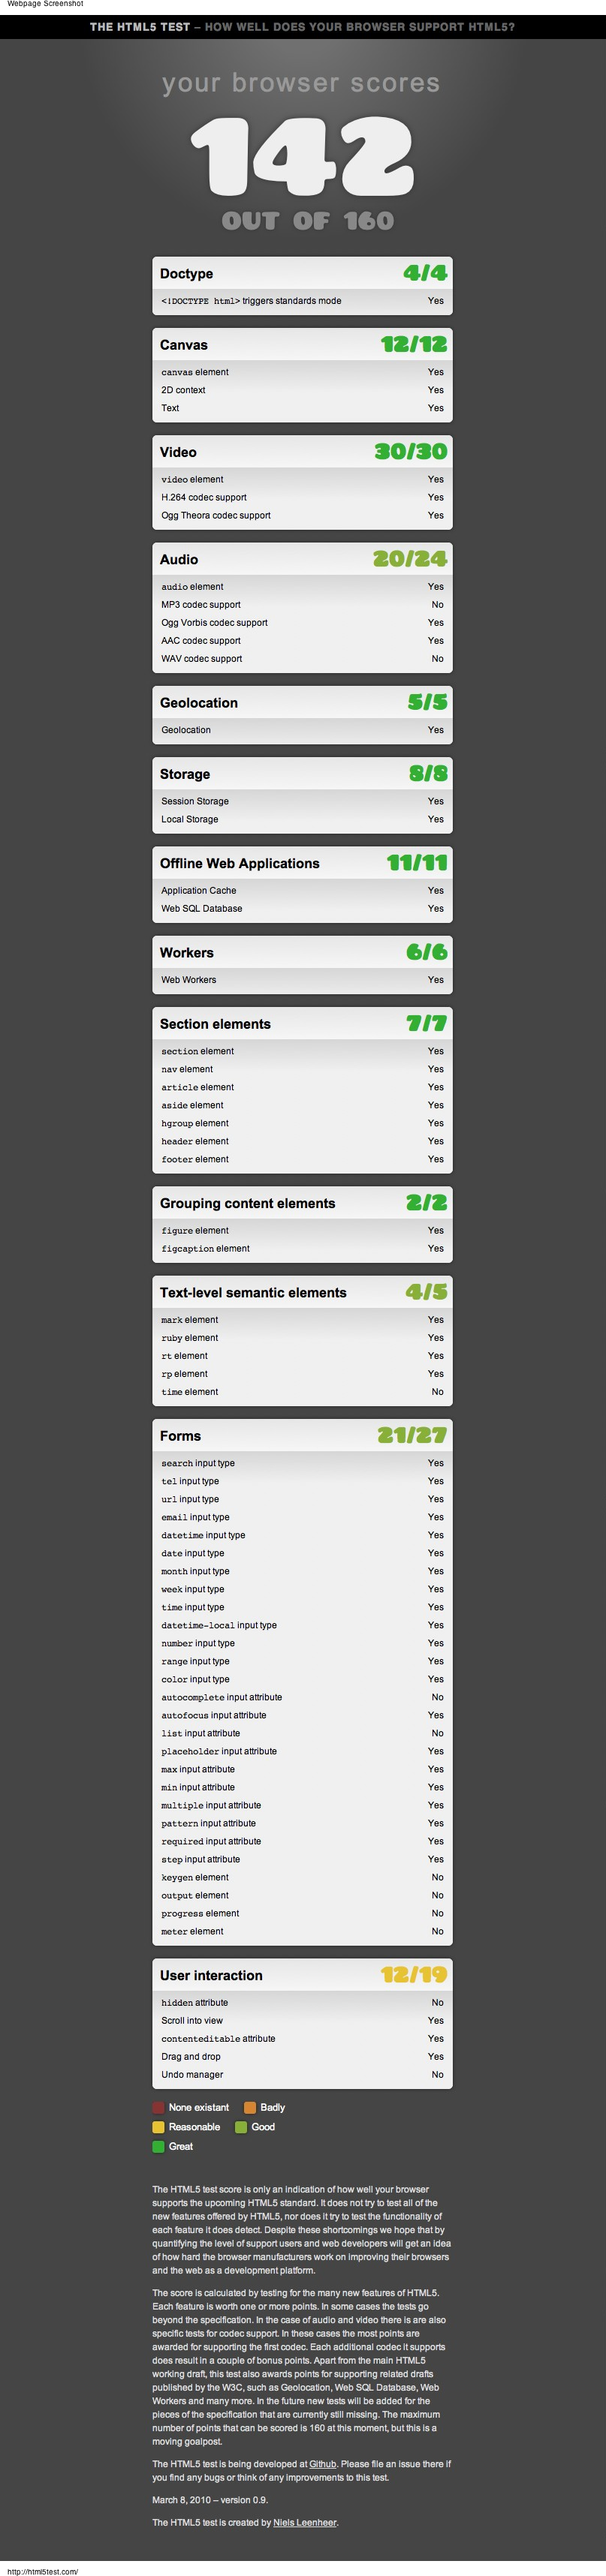 Webpage Screenshot
THE HTML5 TEST – HOW WELL DOES YOUR BROWSER SUPPORT HTML5?
your browser scores
142
OUT OF 160
Doctype 4/4
<!DOCTYPE html> triggers standards mode Yes
Canvas 12/12
canvas element Yes
2D context Yes
Text Yes
Video 30/30
video element Yes
H.264 codec support Yes
Ogg Theora codec support Yes
Audio 20/24
audio element Yes
MP3 codec support No
Ogg Vorbis codec support Yes
AAC codec support Yes
WAV codec support No
Geolocation 5/5
Geolocation Yes
Storage 8/8
Session Storage Yes
Local Storage Yes
Offline Web Applications 11/11
Application Cache Yes
Web SQL Database Yes
Workers 6/6
Web Workers Yes
Section elements 7/7
section element Yes
nav element Yes
article element Yes
aside element Yes
hgroup element Yes
header element Yes
footer element Yes
Grouping content elements 2/2
figure element Yes
figcaption element Yes
Text-level semantic elements 4/5
mark element Yes
ruby element Yes
rt element Yes
rp element Yes
time element No
Forms 21/27
search input type Yes
tel input type Yes
url input type Yes
email input type Yes
datetime input type Yes
date input type Yes
month input type Yes
week input type Yes
time input type Yes
datetime-local input type Yes
number input type Yes
range input type Yes
color input type Yes
autocomplete input attribute No
autofocus input attribute Yes
list input attribute No
placeholder input attribute Yes
max input attribute Yes
min input attribute Yes
multiple input attribute Yes
pattern input attribute Yes
required input attribute Yes
step input attribute Yes
keygen element No
output element No
progress element No
meter element No
User interaction 12/19
hidden attribute No
Scroll into view Yes
contenteditable attribute Yes
Drag and drop Yes
Undo manager No
None existant Badly
Reasonable Good
Great
The HTML5 test score is only an indication of how well your browser
supports the upcoming HTML5 standard. It does not try to test all of the
new features offered by HTML5, nor does it try to test the functionality of
each feature it does detect. Despite these shortcomings we hope that by
quantifying the level of support users and web developers will get an idea
of how hard the browser manufacturers work on improving their browsers
and the web as a development platform.
The score is calculated by testing for the many new features of HTML5.
Each feature is worth one or more points. In some cases the tests go
beyond the specification. In the case of audio and video there is are also
specific tests for codec support. In these cases the most points are
awarded for supporting the first codec. Each additional codec it supports
does result in a couple of bonus points. Apart from the main HTML5
working draft, this test also awards points for supporting related drafts
published by the W3C, such as Geolocation, Web SQL Database, Web
Workers and many more. In the future new tests will be added for the
pieces of the specification that are currently still missing. The maximum
number of points that can be scored is 160 at this moment, but this is a
moving goalpost.
The HTML5 test is being developed at Github. Please file an issue there if
you find any bugs or think of any improvements to this test.
March 8, 2010 – version 0.9.
The HTML5 test is created by Niels Leenheer.
http://html5test.com/